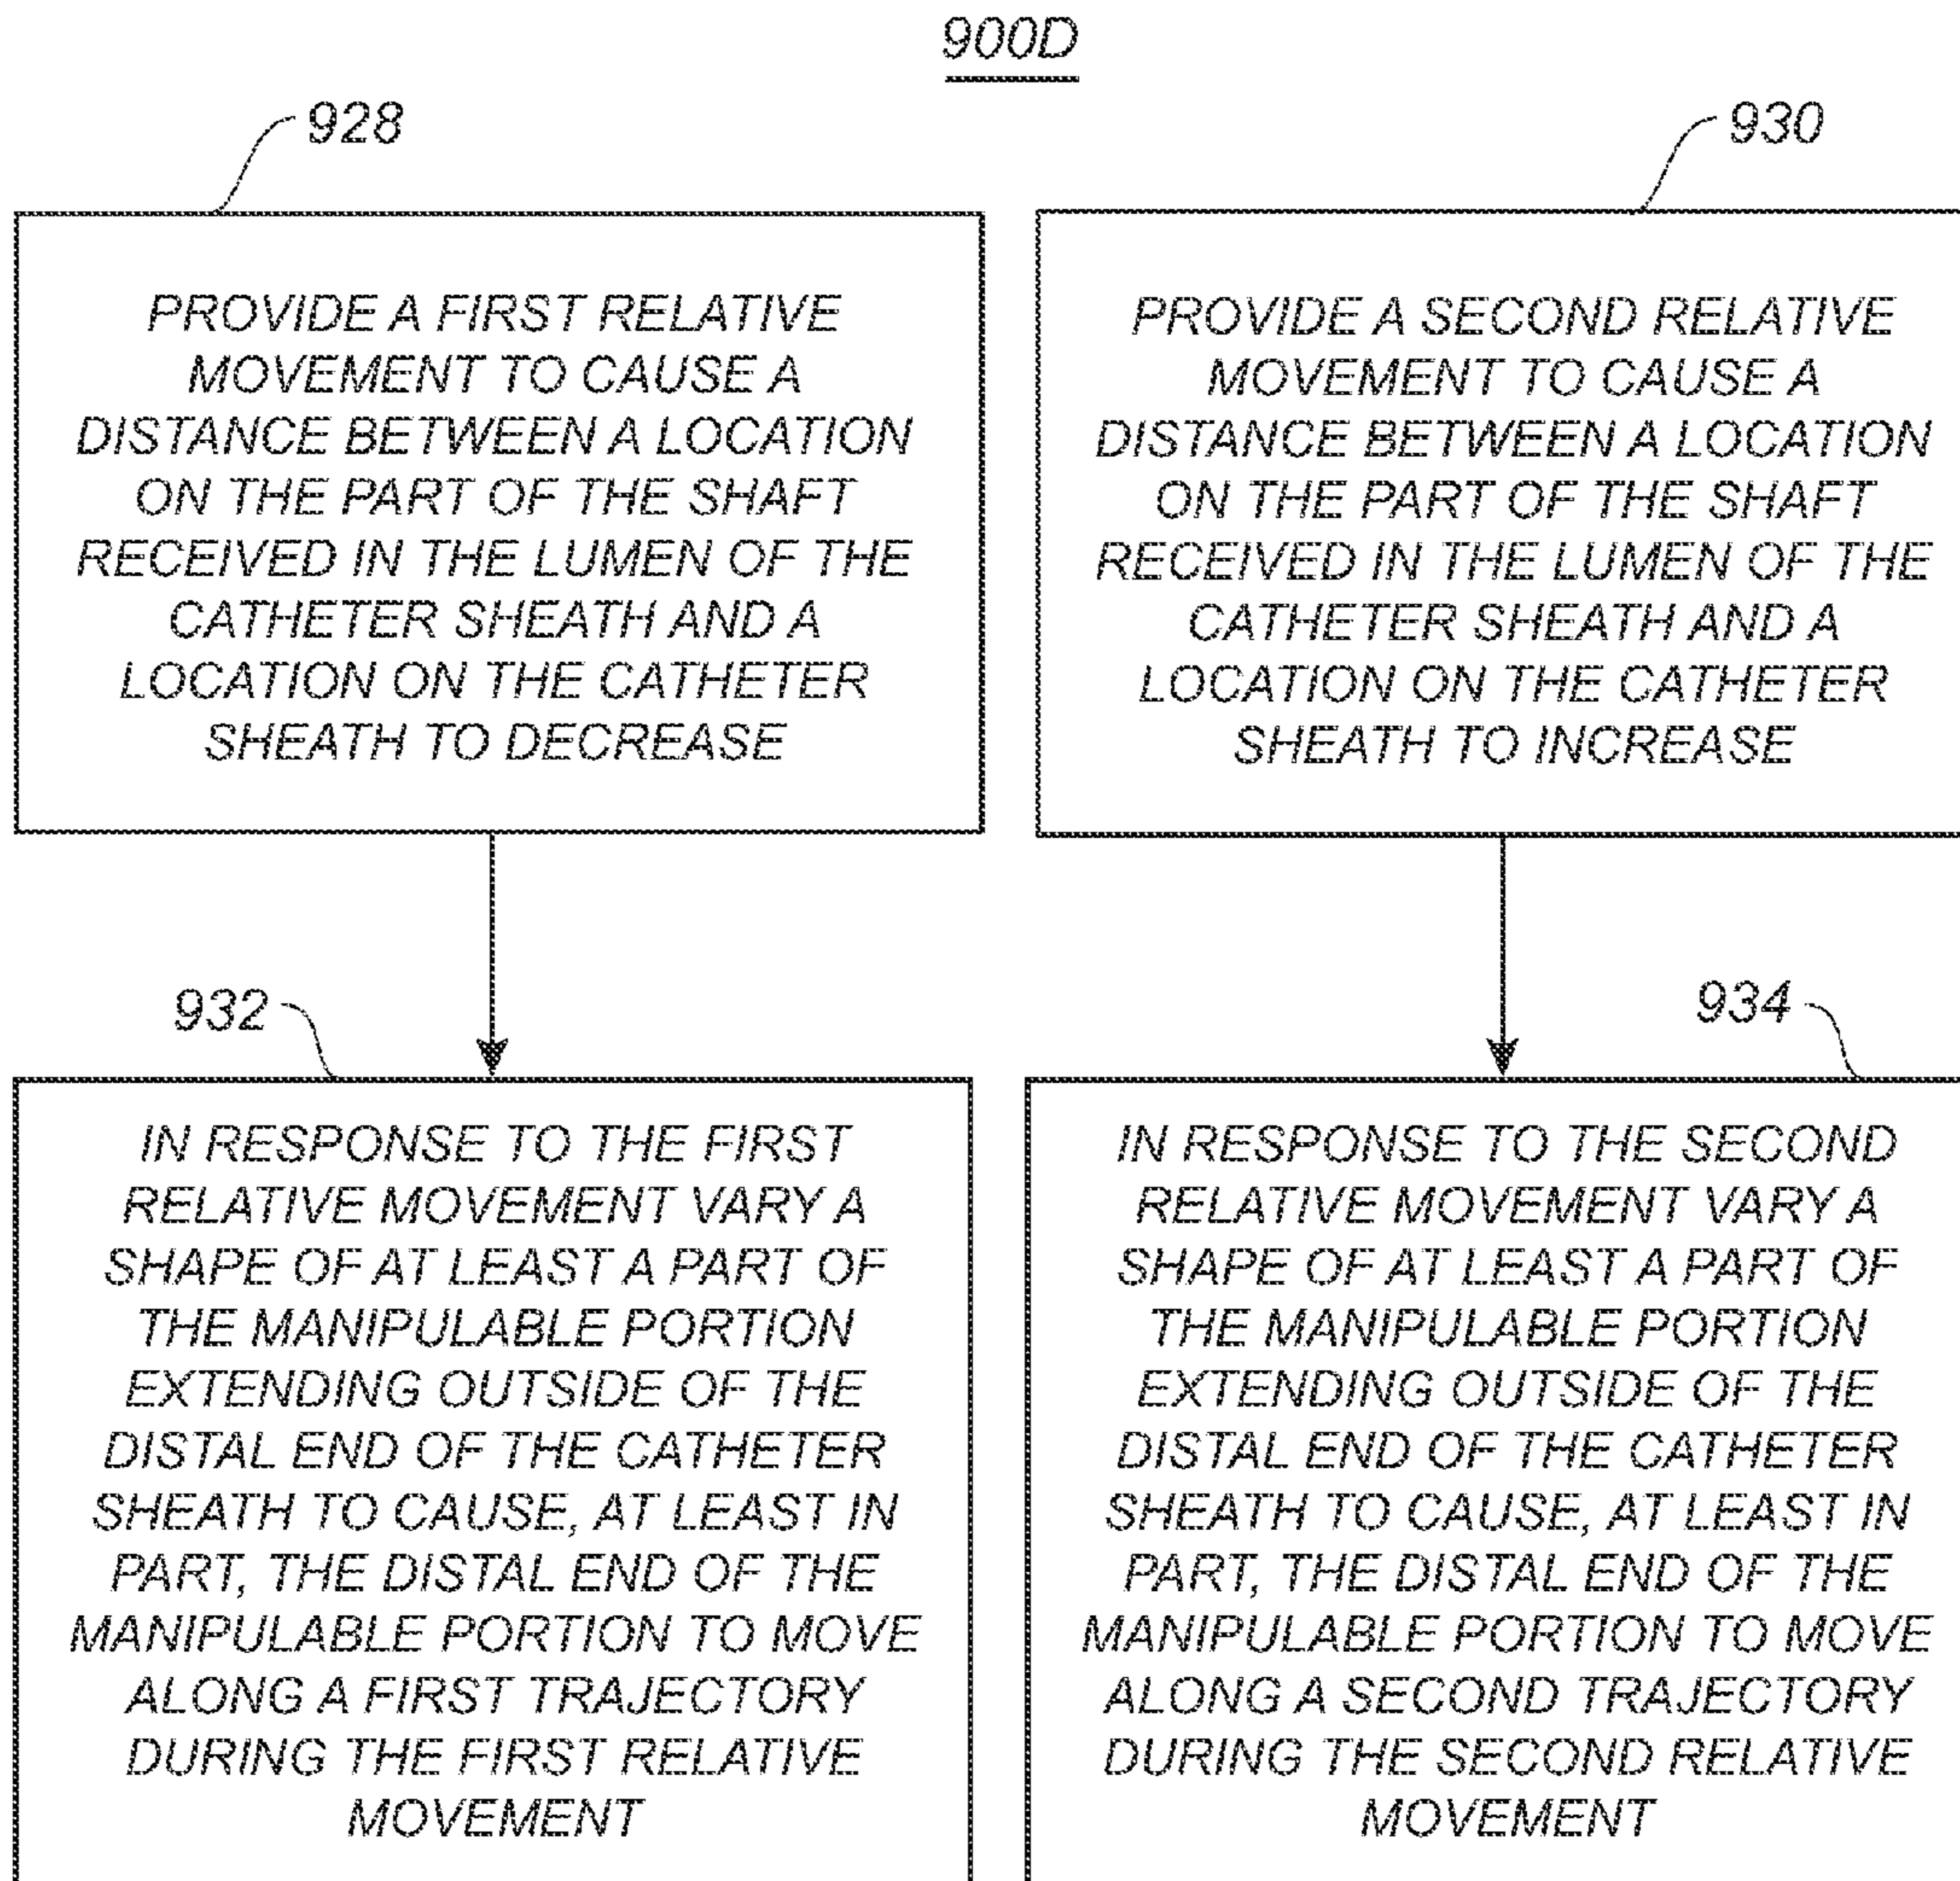 900D
928
PROVIDE A FIRST RELATIVE
MOVEMENT TO CAUSE A
DISTANCE BETWEEN A LOCATION
ON THE PART OF THE SHAFT
RECEIVED IN THE LUMEN OF THE
CATHETER SHEATH AND A
LOCATION ON THE CATHETER
SHEATH TO DECREASE
930
PROVIDE A SECOND RELATIVE
MOVEMENT TO CAUSE A
DISTANCE BETWEEN A LOCATION
ON THE PART OF THE SHAFT
RECEIVED IN THE LUMEN OF THE
CATHETER SHEATH AND A
LOCATION ON THE CATHETER
SHEATH TO INCREASE
932
IN RESPONSE TO THE FIRST
RELATIVE MOVEMENT VARY A
SHAPE OF AT LEAST A PART OF
THE MANIPULABLE PORTION
EXTENDING OUTSIDE OF THE
DISTAL END OF THE CATHETER
SHEATH TO CAUSE, AT LEAST IN
PART, THE DISTAL END OF THE
MANIPULABLE PORTION TO MOVE
ALONG A FIRST TRAJECTORY
DURING THE FIRST RELATIVE
MOVEMENT
934
IN RESPONSE TO THE SECOND
RELATIVE MOVEMENT VARY A
SHAPE OF AT LEAST A PART OF
THE MANIPULABLE PORTION
EXTENDING OUTSIDE OF THE
DISTAL END OF THE CATHETER
SHEATH TO CAUSE, AT LEAST IN
PART, THE DISTAL END OF THE
MANIPULABLE PORTION TO MOVE
ALONG A SECOND TRAJECTORY
DURING THE SECOND RELATIVE
MOVEMENT